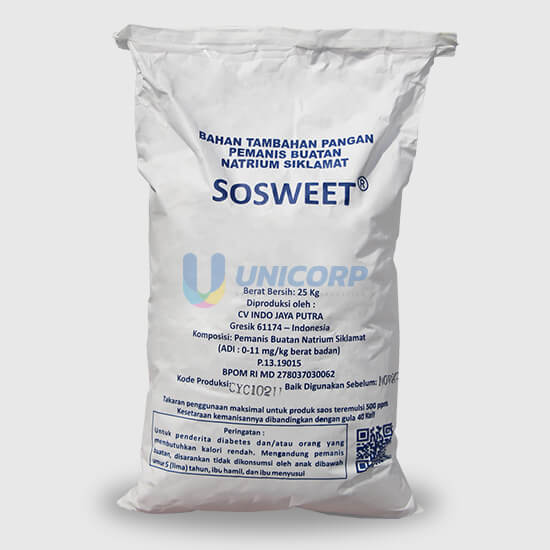 BAHAN TAMBAHAN PANGAN
PEMANIS BUATAN
NATRIUM SIKLAMAT
SOSWEET®
UNICORP
Berat Bersih: 25 Kg
Diproduksi oleh :
CV INDO JAYA PUTRA
Gresik 61174 – Indonesia
Komposisi: Pemanis Buatan Natrium Siklamat
(ADI : 0-11 mg/kg berat badan)
P.13.19015
BPOM RI MD 278037030062
Kode Produksi: Baik Digunakan Sebelum:
Takaran penggunaan maksimal untuk produk saos teremulsi 500 ppm
Kesetaraan kemanisannya dibandingkan dengan gula 40 Kali
Peringatan :
Untuk penderita diabetes dan/atau orang yang
membutuhkan kalori rendah. Mengandung pemanis
buatan, disarankan tidak dikonsumsi oleh anak dibawah
umur 5 (lima) tahun, ibu hamil, dan ibu menyusui